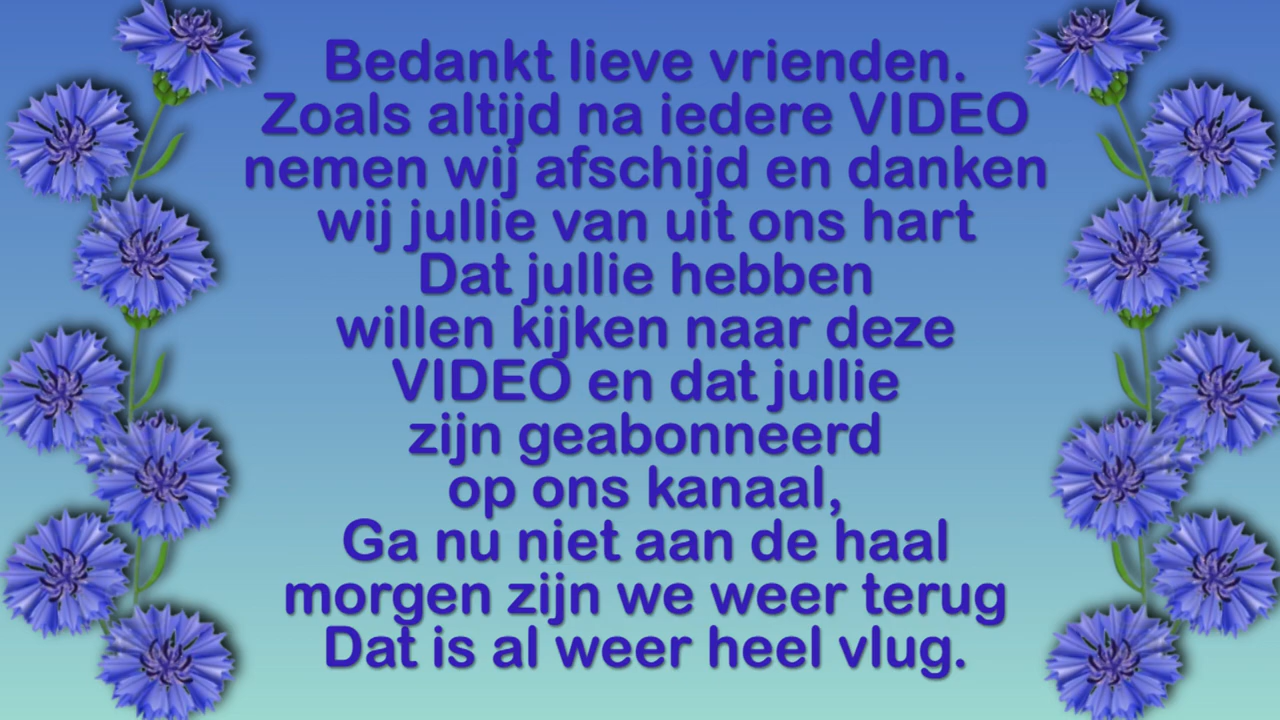 Bedankt lieve vrienden.
Zoals altijd na iedere VIDEO
nemen wij afschijd en danken
wij jullie van uit ons hart
Dat jullie hebben
willen kijken naar deze
VIDEO en dat jullie
zijn geabonneerd
op ons kanaal,
Ga nu niet aan de haal
morgen zijn we weer terug
Dat is al weer heel vlug.